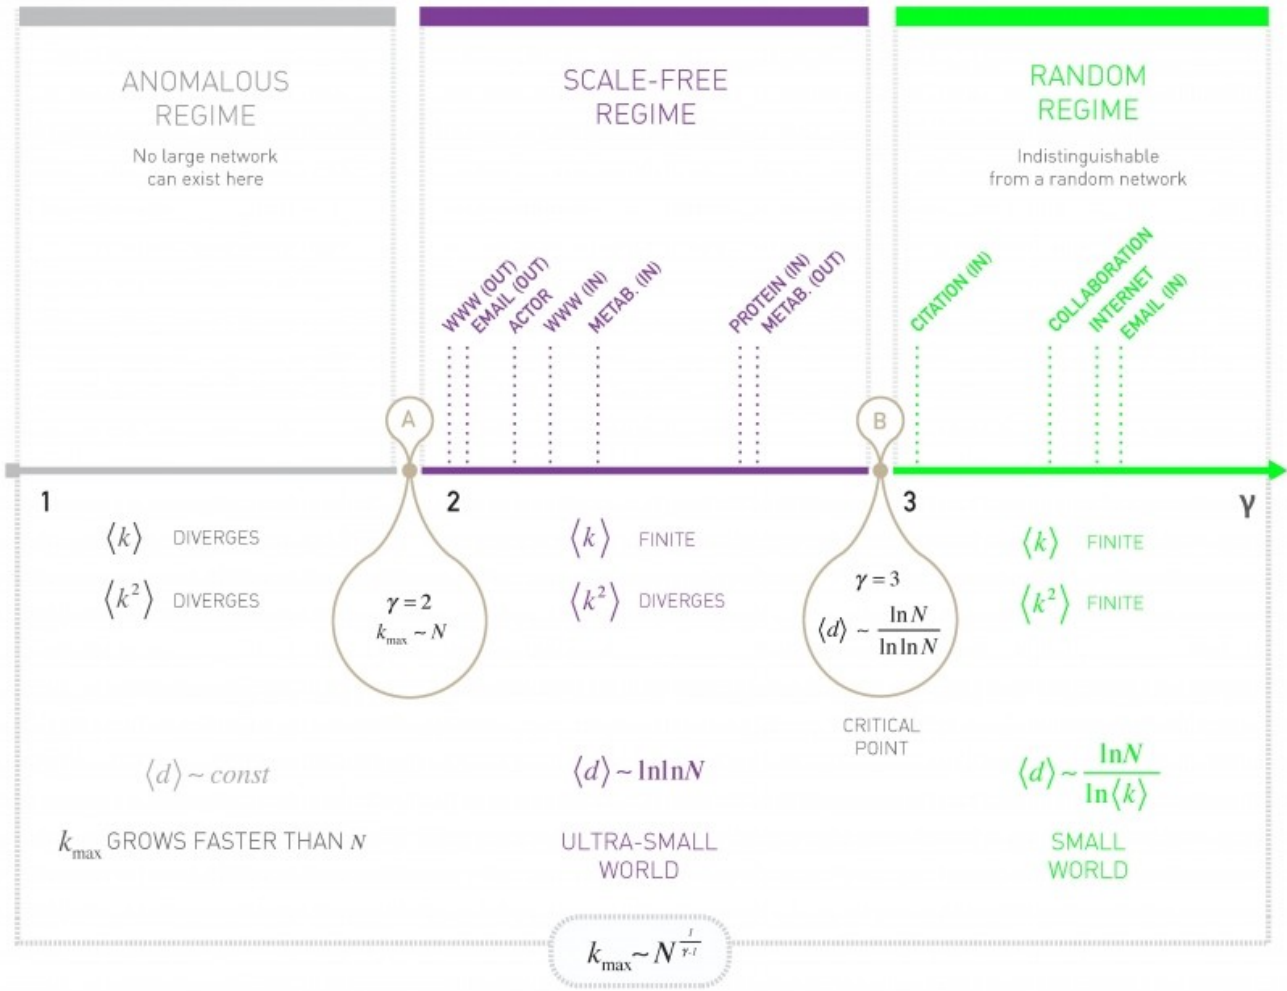 ANOMALOUS
REGIME
No large network
can exist here
SCALE-FREE
REGIME
RANDOM
REGIME
Indistinguishable
from a random network
WWW (OUT)
EMAIL (OUT)
ACTOR
WWW (IN)
METAB. (IN)
PROTEIN (IN)
METAB. (OUT)
CITATION (IN)
COLLABORATION
INTERNET
EMAIL (IN)
A
B
1
2
3
γ
⟨k⟩ DIVERGES
⟨k²⟩ DIVERGES
γ = 2
k_max ~ N
⟨k⟩ FINITE
⟨k²⟩ DIVERGES
γ = 3
⟨d⟩ ~ lnN / lnlnN
CRITICAL
POINT
⟨k⟩ FINITE
⟨k²⟩ FINITE
⟨d⟩ ~ const
k_max GROWS FASTER THAN N
⟨d⟩ ~ lnlnN
ULTRA-SMALL
WORLD
⟨d⟩ ~ lnN / ln⟨k⟩
SMALL
WORLD
k_max ~ N^(1/(γ-1))